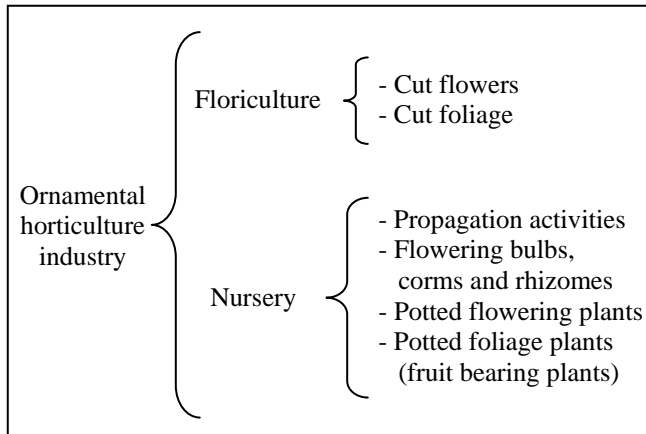 Ornamental
horticulture
industry
Floriculture
- Cut flowers
- Cut foliage
Nursery
- Propagation activities
- Flowering bulbs,
corms and rhizomes
- Potted flowering plants
- Potted foliage plants
(fruit bearing plants)